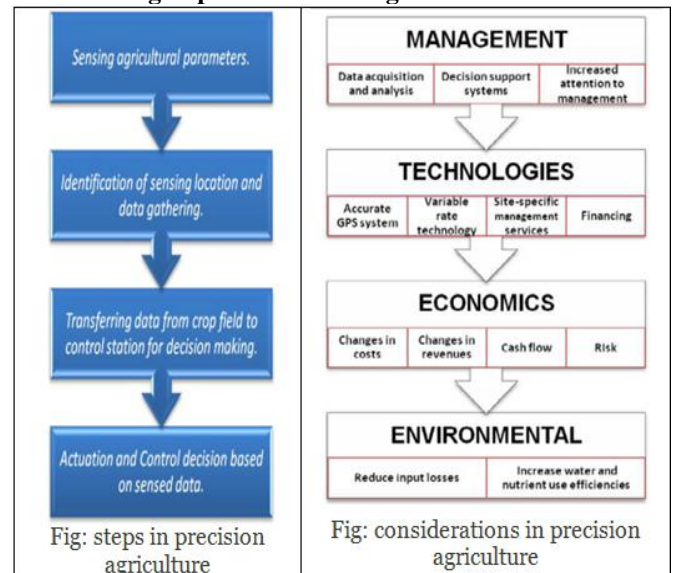 Sensing agricultural parameters.
Identification of sensing location and
data gathering.
Transferring data from crop field to
control station for decision making.
Actuation and Control decision based
on sensed data.
Fig: steps in precision
agriculture
MANAGEMENT
Data acquisition
and analysis
Decision support
systems
Increased
attention to
management
TECHNOLOGIES
Accurate
GPS system
Variable
rate
technology
Site-specific
management
services
Financing
ECONOMICS
Changes in
costs
Changes in
revenues
Cash flow
Risk
ENVIRONMENTAL
Reduce input losses
Increase water and
nutrient use efficiencies
Fig: considerations in precision
agriculture